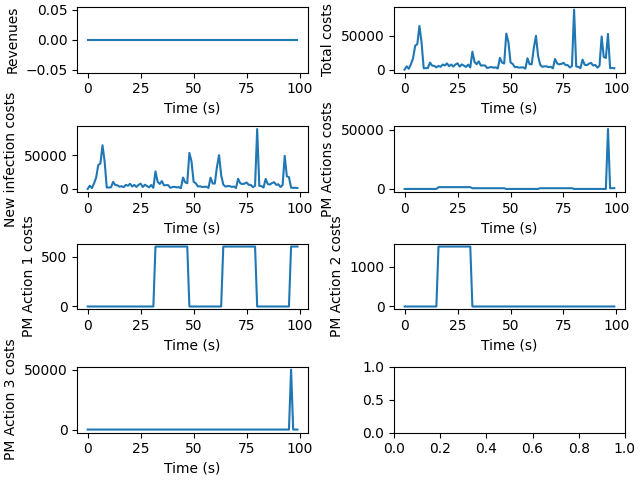 Revenues
0.05
0.00
−0.05
0 25 50 75 100
Time (s)
Total costs
50000
0
0 25 50 75 100
Time (s)
New infection costs
50000
0
0 25 50 75 100
Time (s)
PM Actions costs
50000
0
0 25 50 75 100
Time (s)
PM Action 1 costs
500
0
0 25 50 75 100
Time (s)
PM Action 2 costs
1000
0
0 25 50 75 100
Time (s)
PM Action 3 costs
50000
0
0 25 50 75 100
Time (s)
1.0
0.5
0.0
0.0 0.2 0.4 0.6 0.8 1.0